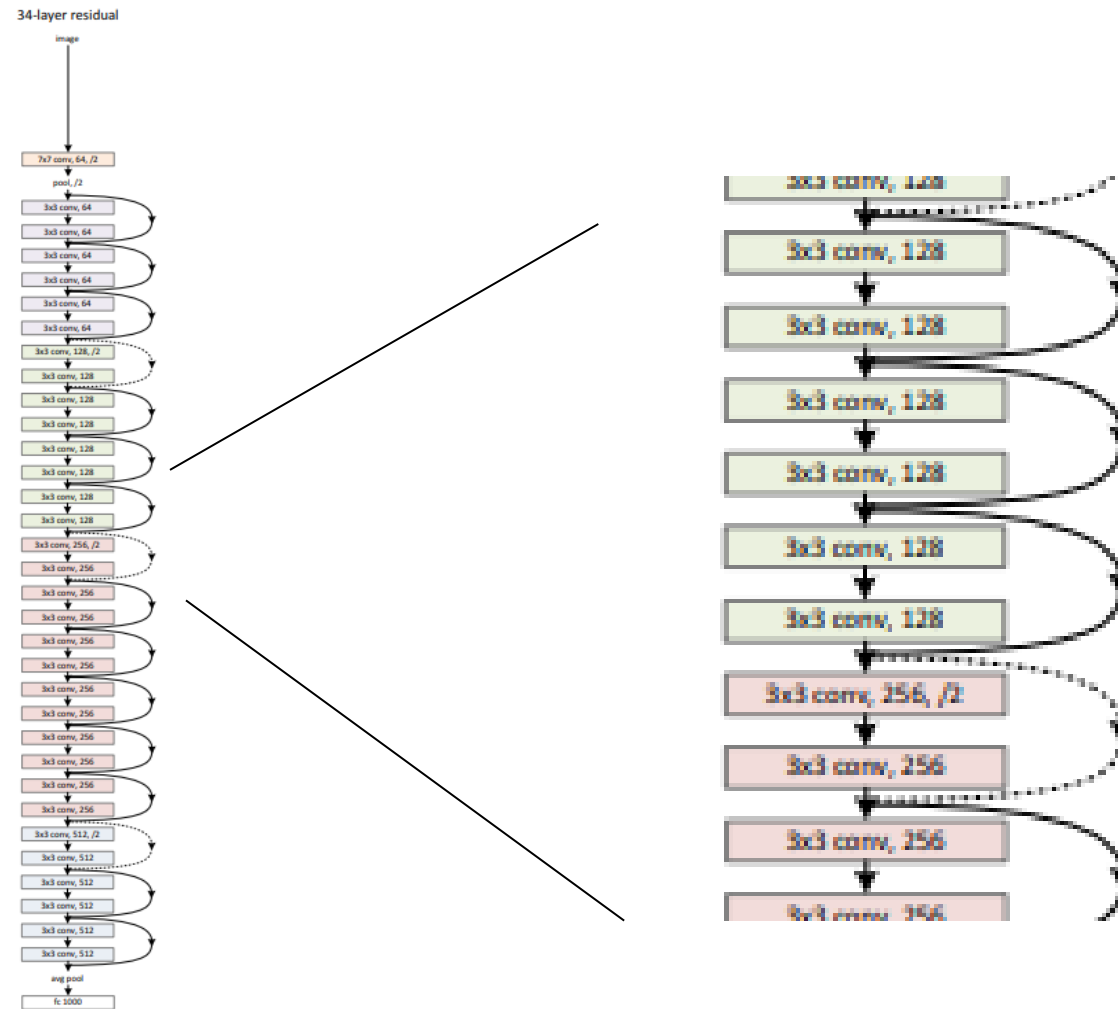 34-layer residual
image
7x7 conv, 64, /2
pool, /2
3x3 conv, 64
3x3 conv, 64
3x3 conv, 64
3x3 conv, 64
3x3 conv, 64
3x3 conv, 64
3x3 conv, 128, /2
3x3 conv, 128
3x3 conv, 128
3x3 conv, 128
3x3 conv, 128
3x3 conv, 128
3x3 conv, 128
3x3 conv, 128
3x3 conv, 256, /2
3x3 conv, 256
3x3 conv, 256
3x3 conv, 256
3x3 conv, 256
3x3 conv, 256
3x3 conv, 256
3x3 conv, 256
3x3 conv, 256
3x3 conv, 256
3x3 conv, 256
3x3 conv, 256
3x3 conv, 512, /2
3x3 conv, 512
3x3 conv, 512
3x3 conv, 512
3x3 conv, 512
3x3 conv, 512
avg pool
fc 1000
3x3 conv, 128
3x3 conv, 128
3x3 conv, 128
3x3 conv, 128
3x3 conv, 128
3x3 conv, 128
3x3 conv, 128
3x3 conv, 256, /2
3x3 conv, 256
3x3 conv, 256
3x3 conv, 256